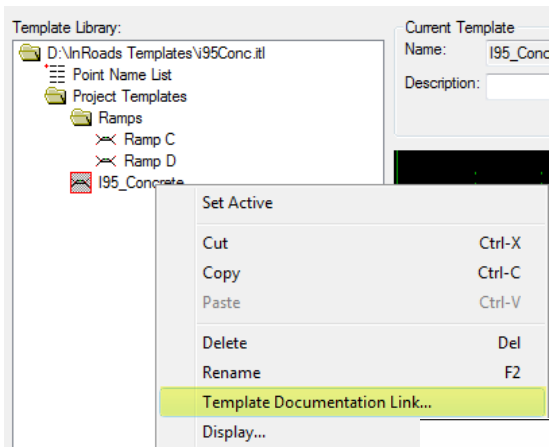 Template Library:
D:\InRoads Templates\i95Conc.itl
Point Name List
Project Templates
Ramps
Ramp C
Ramp D
I95_Concrete
Current Template
Name: I95_Conc
Description:
Set Active
Cut Ctrl-X
Copy Ctrl-C
Paste Ctrl-V
Delete Del
Rename F2
Template Documentation Link...
Display...